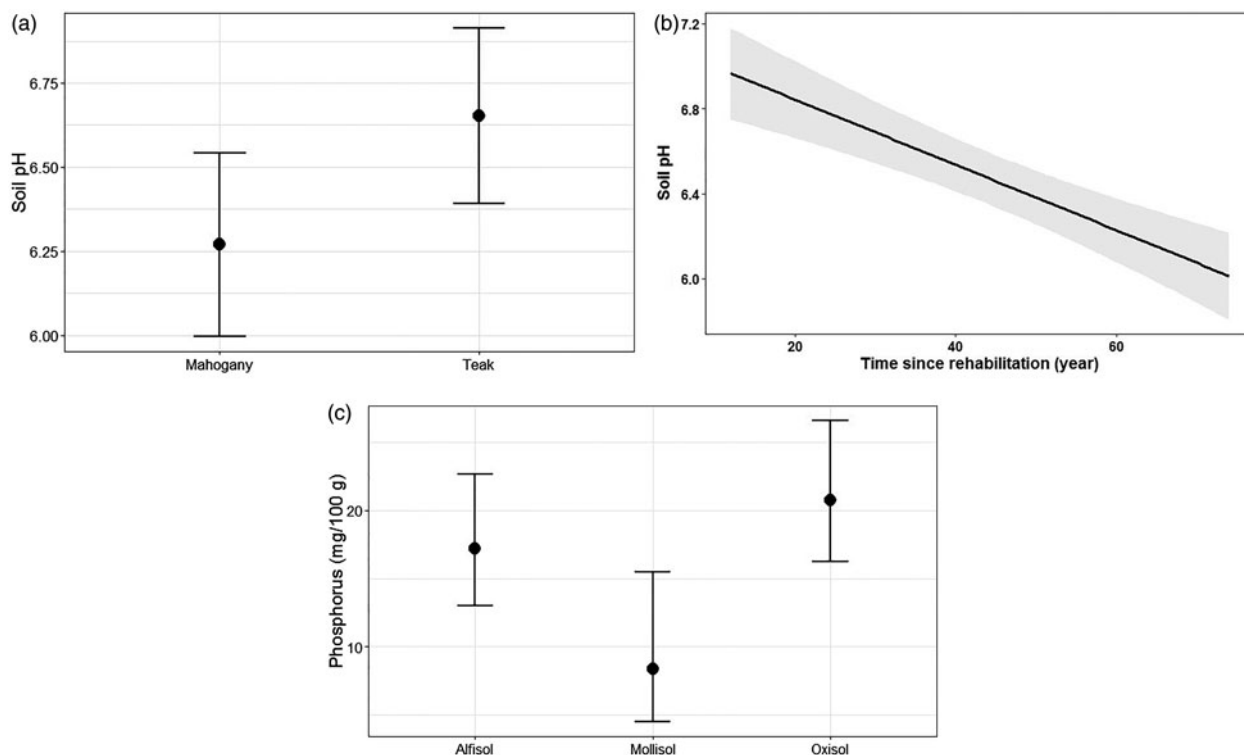 (a)
Soil pH
6.75
6.50
6.25
6.00
Mahogany
Teak
(b)
Soil pH
7.2
6.8
6.4
6.0
20
40
60
Time since rehabilitation (year)
(c)
Phosphorus (mg/100 g)
20
10
Alfisol
Mollisol
Oxisol